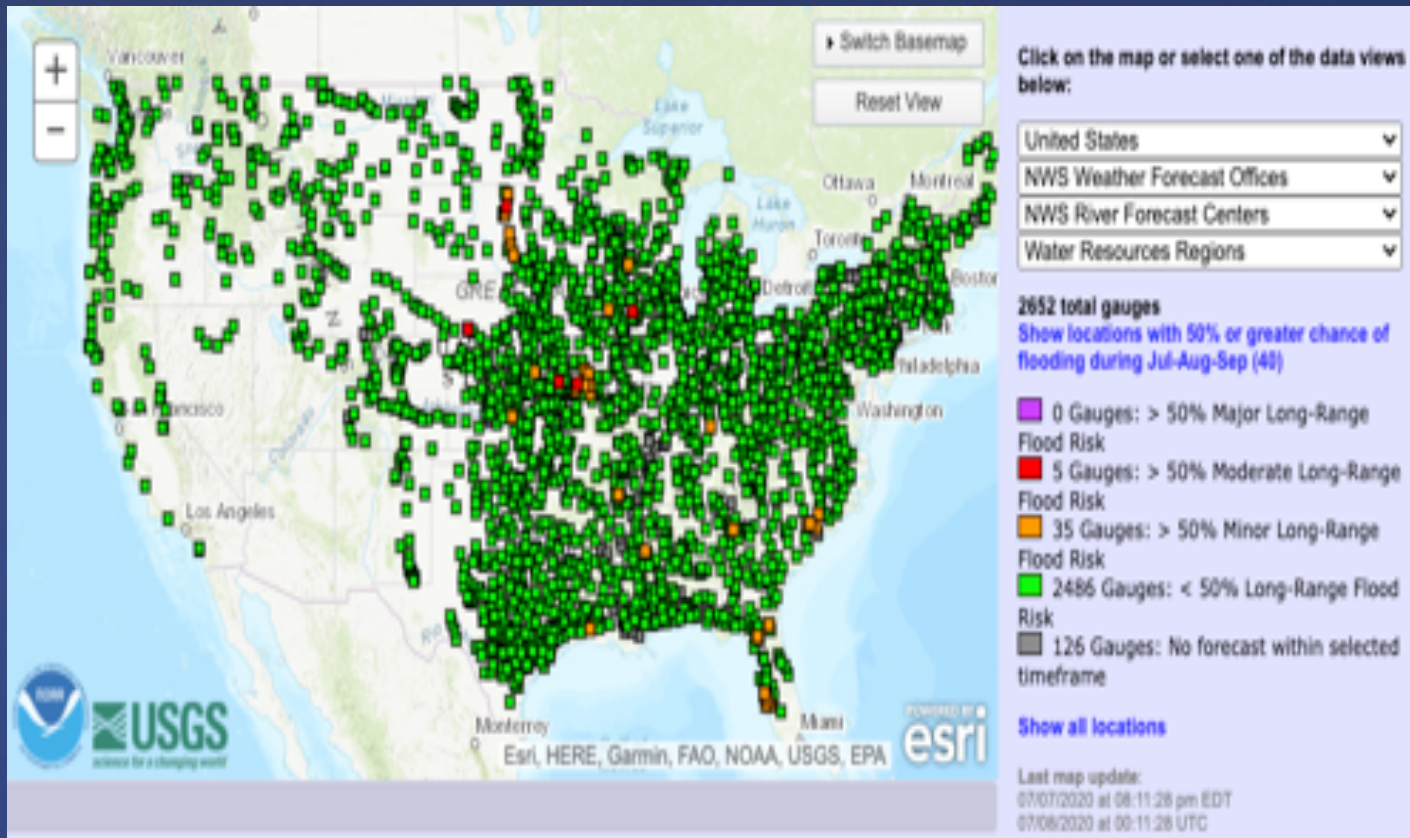 Vancouver
Switch Basemap
Reset View
Lake
Superior
Ottawa
Montreal
Lake
Huron
Toronto
Detroit
Boston
GRE
Philadelphia
Washington
Los Angeles
Colorado
Monterrey
Miami
NOAA
USGS
science for a changing world
POWERED BY
esri
Esri, HERE, Garmin, FAO, NOAA, USGS, EPA
Click on the map or select one of the data views
below:
United States
NWS Weather Forecast Offices
NWS River Forecast Centers
Water Resources Regions
2652 total gauges
Show locations with 50% or greater chance of
flooding during Jul-Aug-Sep (40)
0 Gauges: > 50% Major Long-Range
Flood Risk
5 Gauges: > 50% Moderate Long-Range
Flood Risk
35 Gauges: > 50% Minor Long-Range
Flood Risk
2486 Gauges: < 50% Long-Range Flood
Risk
126 Gauges: No forecast within selected
timeframe
Show all locations
Last map update:
07/07/2020 at 08:11:28 pm EDT
07/08/2020 at 00:11:28 UTC